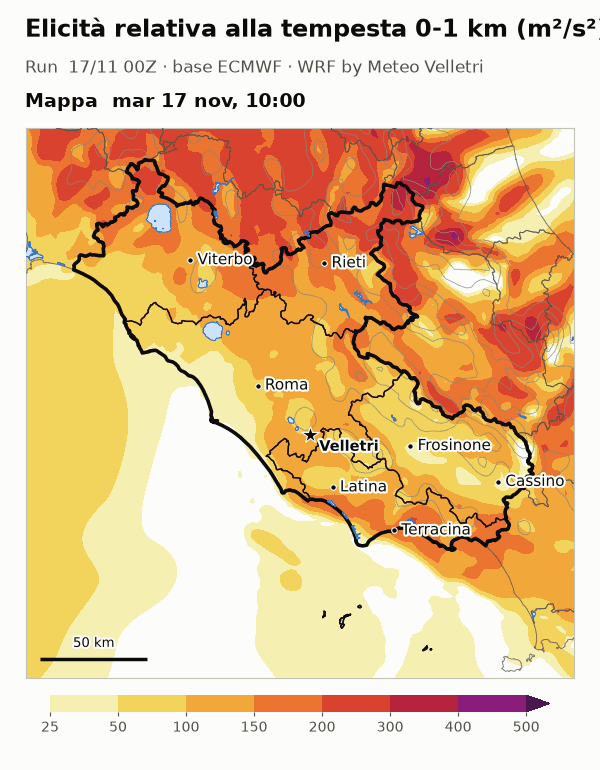 Elicità relativa alla tempesta 0-1 km (m²/s²)
Run 17/11 00Z · base ECMWF · WRF by Meteo Velletri
Mappa mar 17 nov, 10:00
Viterbo
Rieti
Roma
Velletri
Frosinone
Latina
Cassino
Terracina
50 km
25 50 100 150 200 300 400 500